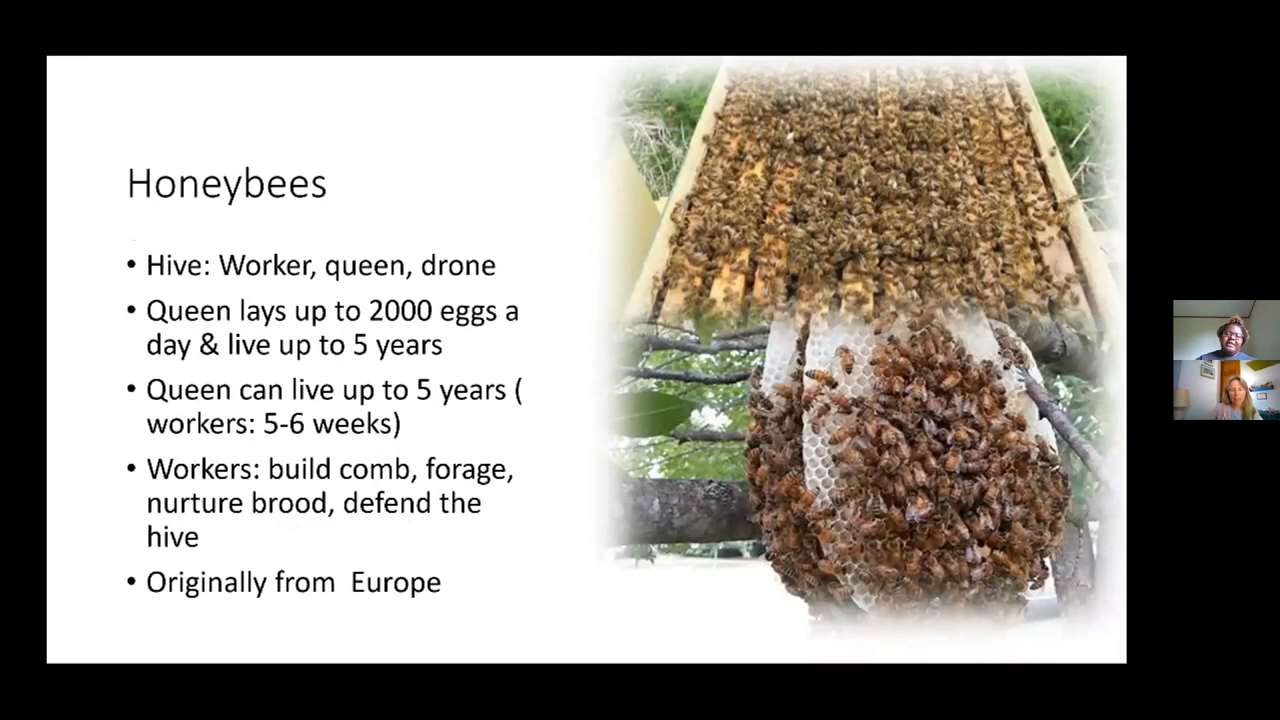 Honeybees
• Hive: Worker, queen, drone
• Queen lays up to 2000 eggs a
day & live up to 5 years
• Queen can live up to 5 years (
workers: 5-6 weeks)
• Workers: build comb, forage,
nurture brood, defend the
hive
• Originally from  Europe